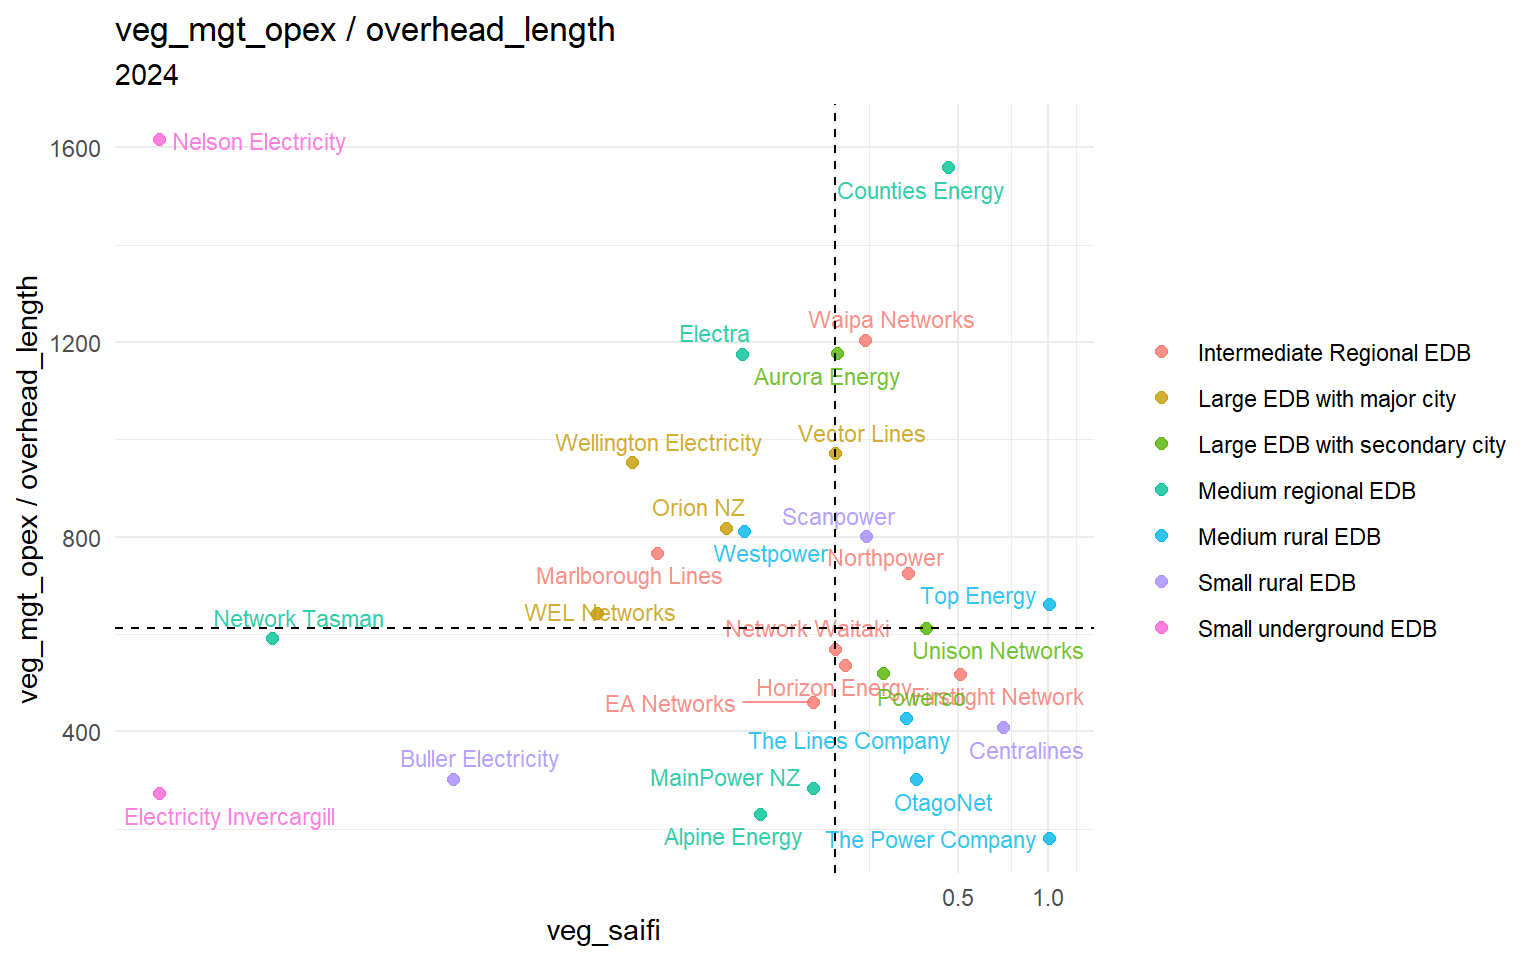 veg_mgt_opex / overhead_length
2024
veg_mgt_opex / overhead_length
1600
1200
800
400
Nelson Electricity
Counties Energy
Waipa Networks
Electra
Aurora Energy
Vector Lines
Wellington Electricity
Orion NZ
Scanpower
Westpower
Northpower
Marlborough Lines
Top Energy
WEL Networks
Network Tasman
Network Waitaki
Unison Networks
Horizon Energy
Powerco
Firstlight Network
EA Networks
The Lines Company
Centralines
Buller Electricity
MainPower NZ
OtagoNet
Electricity Invercargill
Alpine Energy
The Power Company
0.5
1.0
veg_saifi
Intermediate Regional EDB
Large EDB with major city
Large EDB with secondary city
Medium regional EDB
Medium rural EDB
Small rural EDB
Small underground EDB